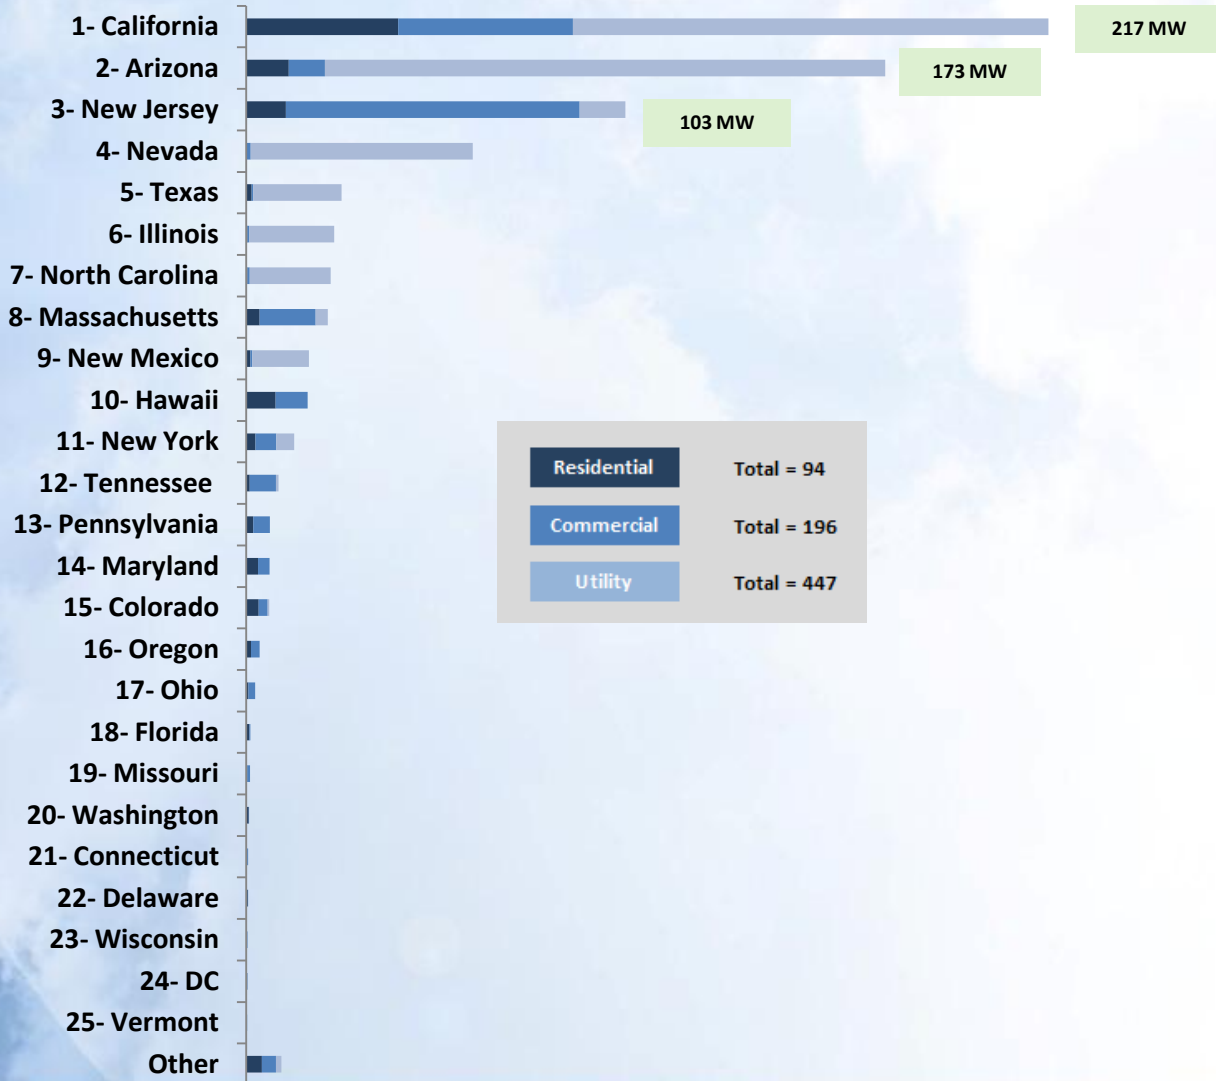 1- California
217 MW
2- Arizona
173 MW
3- New Jersey
103 MW
4- Nevada
5- Texas
6- Illinois
7- North Carolina
8- Massachusetts
9- New Mexico
10- Hawaii
11- New York
12- Tennessee
13- Pennsylvania
14- Maryland
15- Colorado
16- Oregon
17- Ohio
18- Florida
19- Missouri
20- Washington
21- Connecticut
22- Delaware
23- Wisconsin
24- DC
25- Vermont
Other
Residential Total = 94
Commercial Total = 196
Utility Total = 447